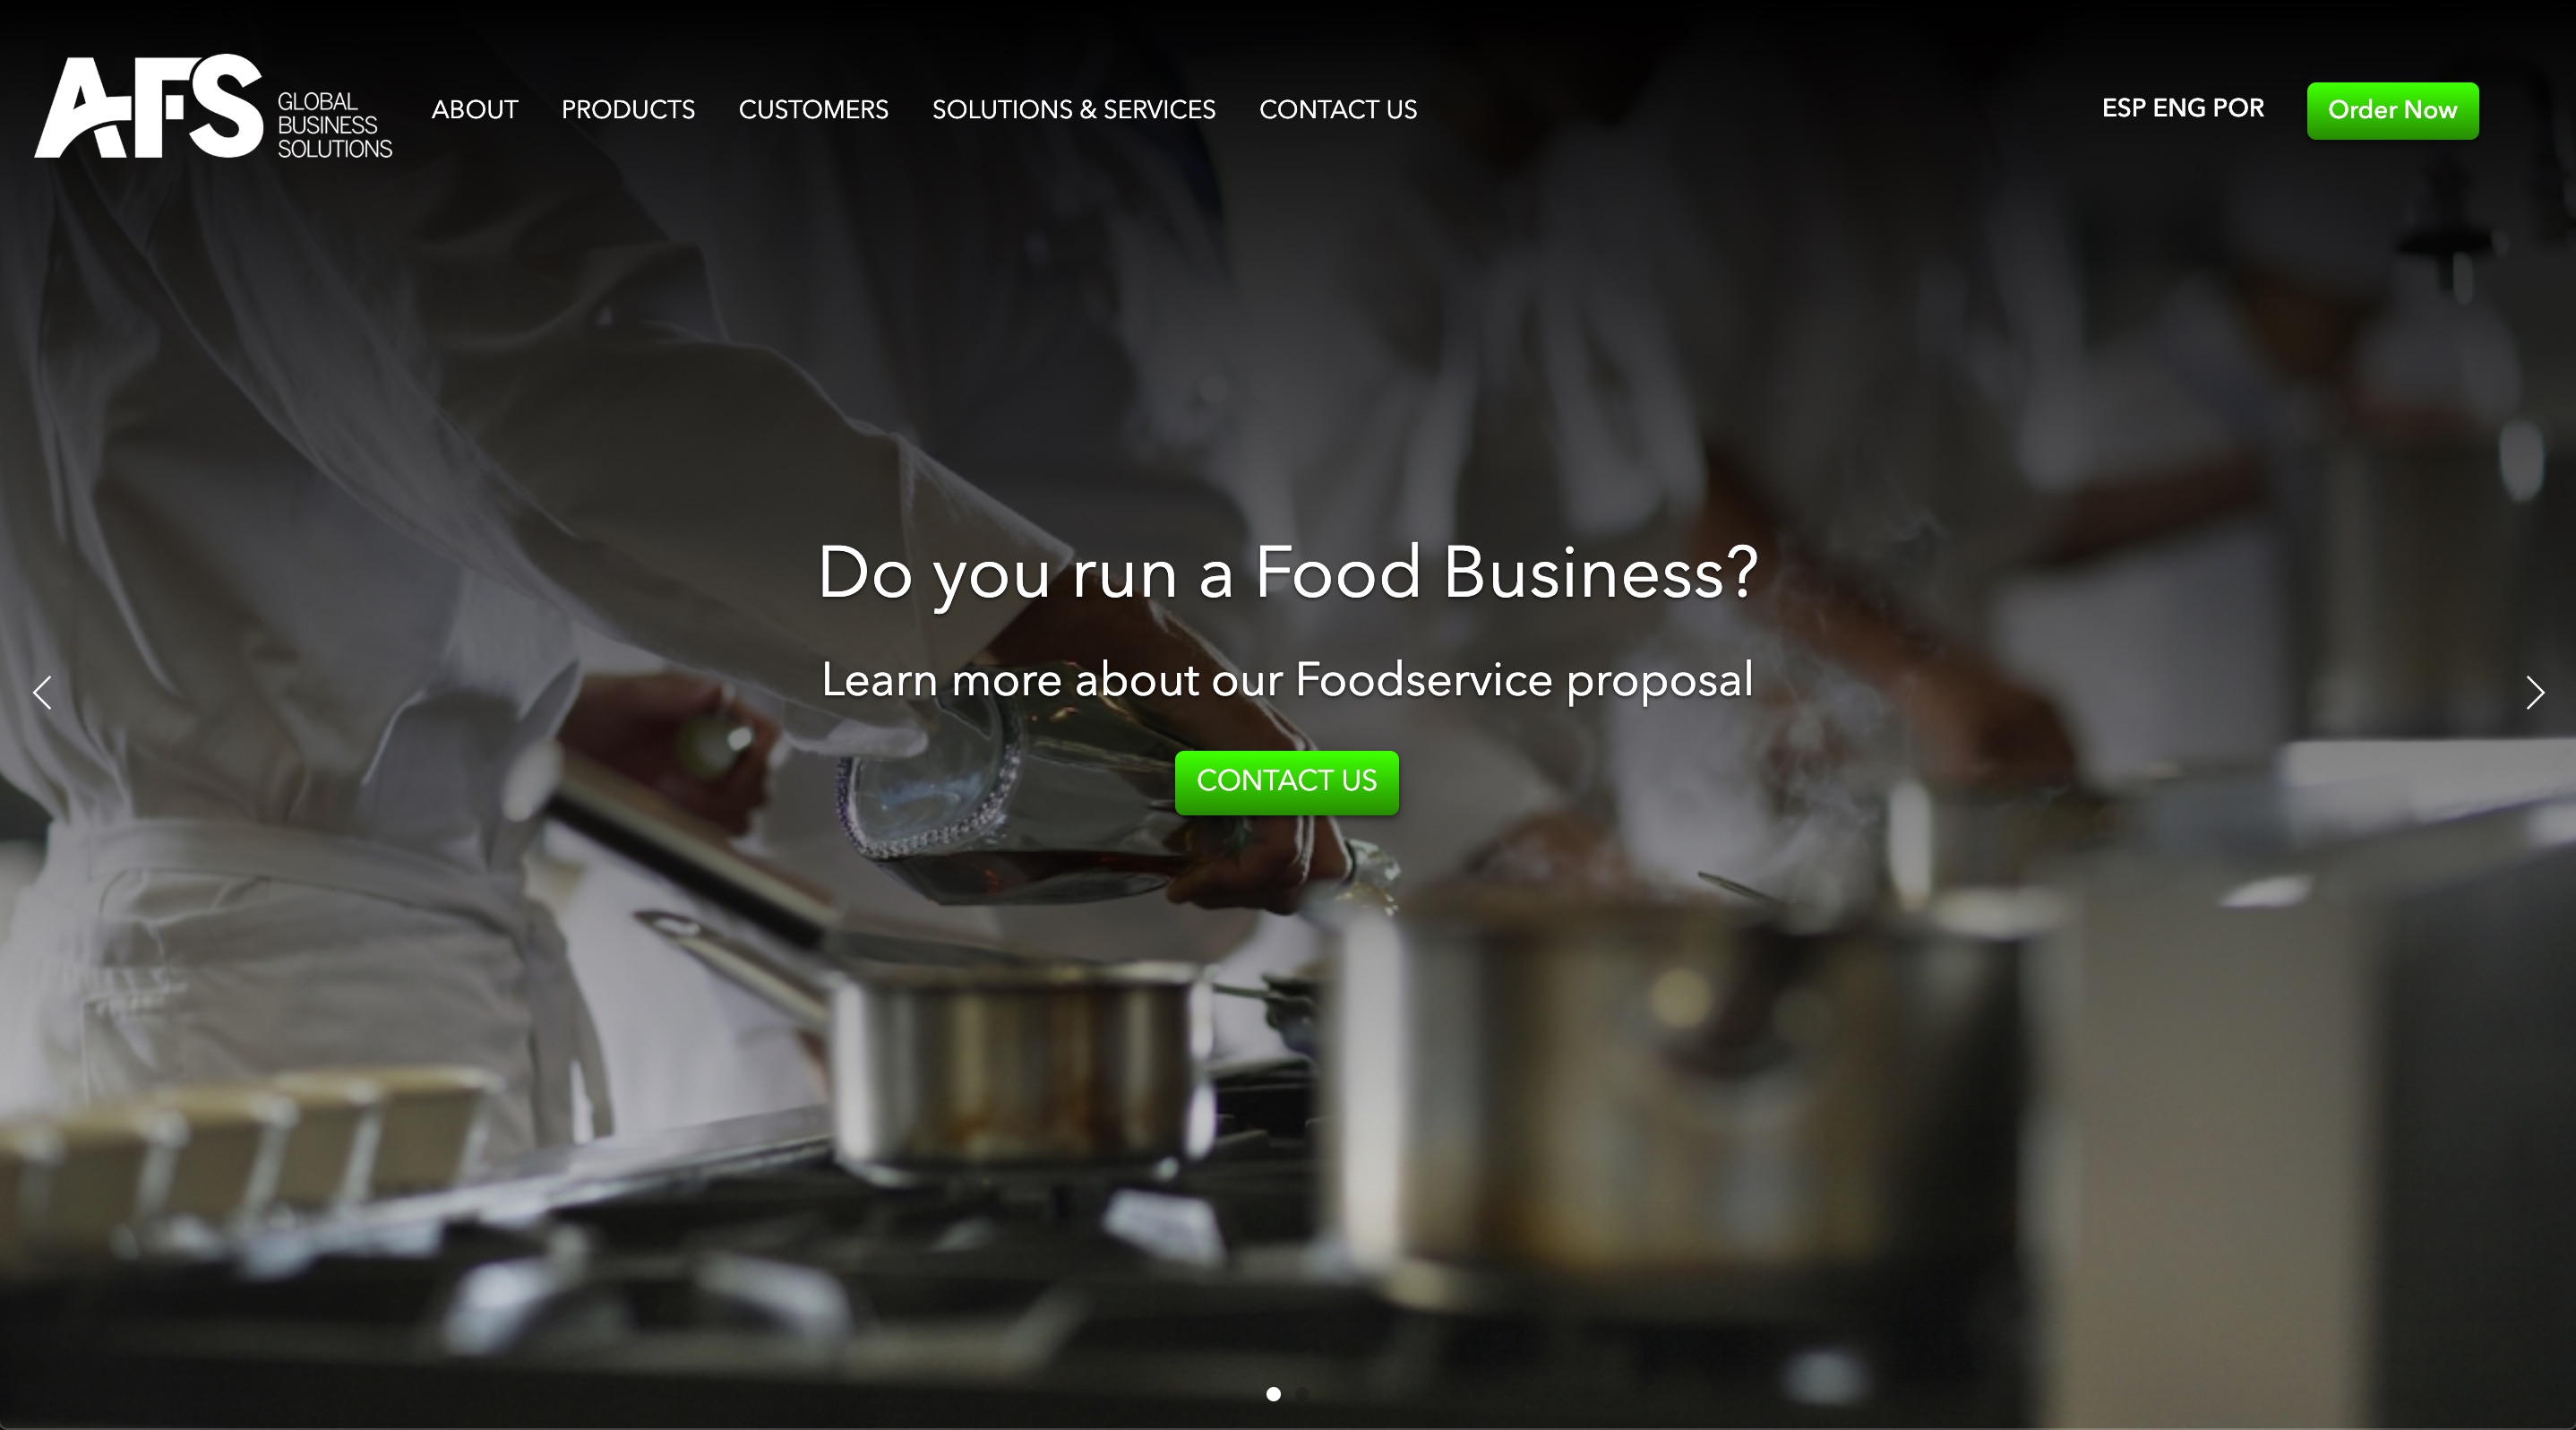 AFS
GLOBAL
BUSINESS
SOLUTIONS
ABOUT PRODUCTS CUSTOMERS SOLUTIONS & SERVICES CONTACT US
ESP ENG POR
Order Now
Do you run a Food Business?
Learn more about our Foodservice proposal
CONTACT US